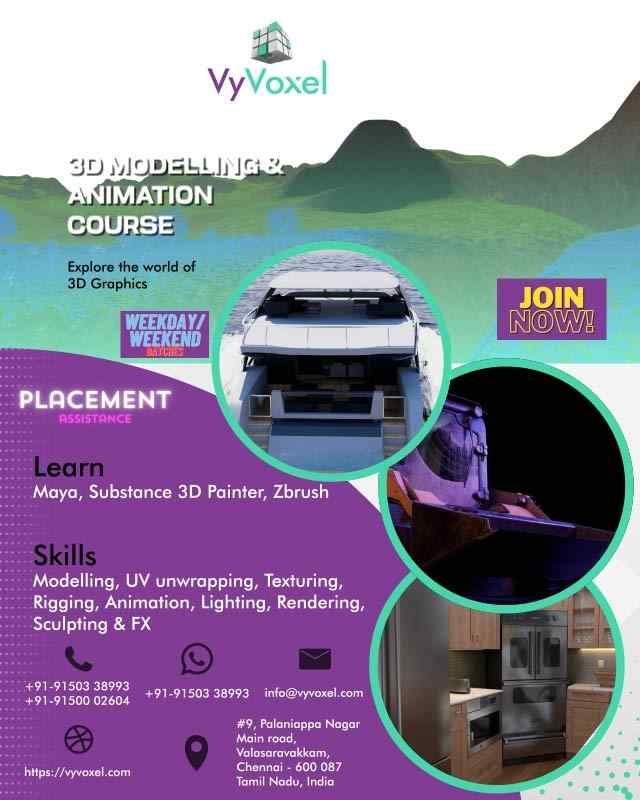 VyVoxel
3D MODELLING &
ANIMATION
COURSE
Explore the world of
3D Graphics
WEEKDAY/
WEEKEND
BATCHES
JOIN
NOW!
PLACEMENT
ASSISTANCE
Learn
Maya, Substance 3D Painter, Zbrush
Skills
Modelling, UV unwrapping, Texturing,
Rigging, Animation, Lighting, Rendering,
Sculpting & FX
+91-91503 38993
+91-91500 02604
+91-91503 38993
info@vyvoxel.com
https://vyvoxel.com
#9, Palaniappa Nagar
Main road,
Valasaravakkam,
Chennai - 600 087
Tamil Nadu, India